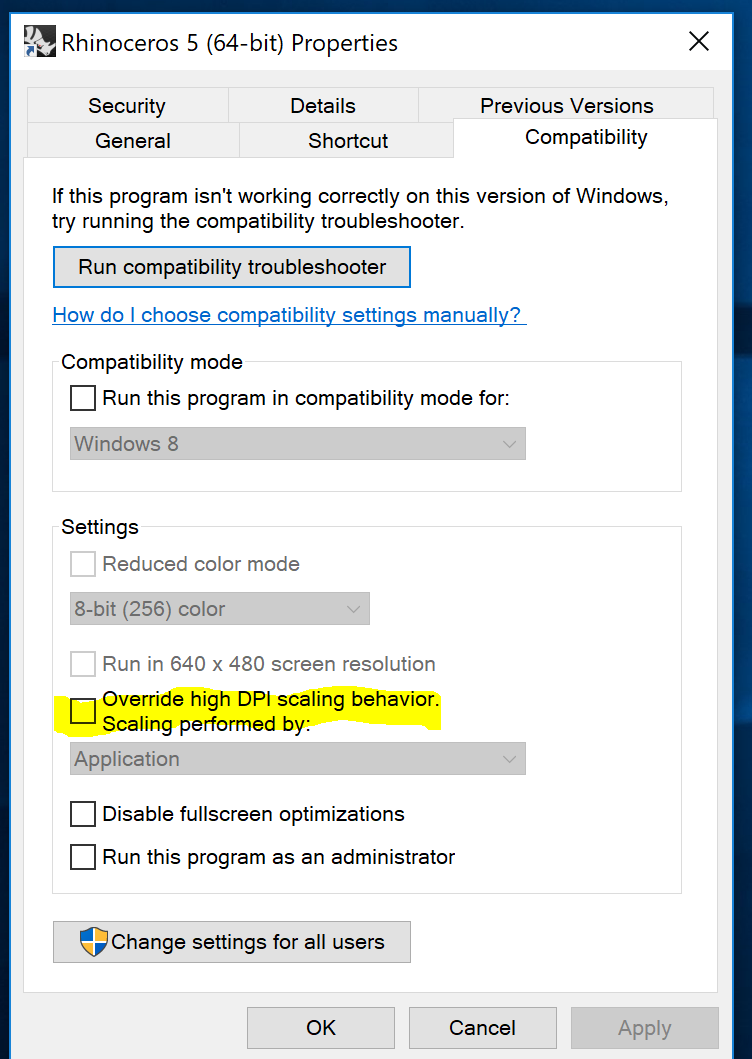 Rhinoceros 5 (64-bit) Properties
Security Details Previous Versions
General Shortcut Compatibility
If this program isn't working correctly on this version of Windows,
try running the compatibility troubleshooter.
Run compatibility troubleshooter
How do I choose compatibility settings manually?
Compatibility mode
Run this program in compatibility mode for:
Windows 8
Settings
Reduced color mode
8-bit (256) color
Run in 640 x 480 screen resolution
Override high DPI scaling behavior.
Scaling performed by:
Application
Disable fullscreen optimizations
Run this program as an administrator
Change settings for all users
OK Cancel Apply